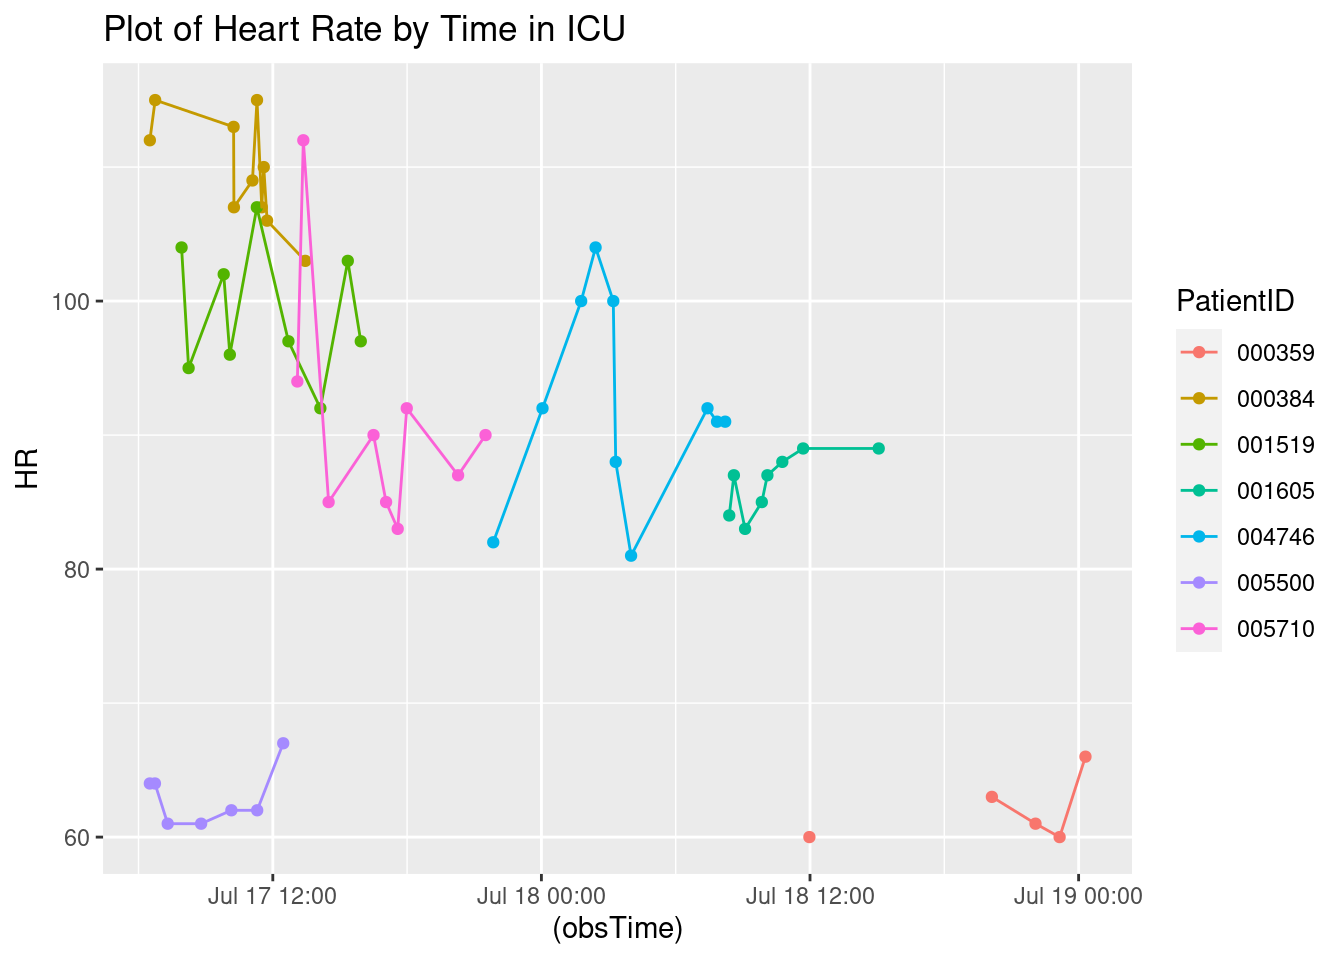 Plot of Heart Rate by Time in ICU
HR
100
80
60
Jul 17 12:00
Jul 18 00:00
Jul 18 12:00
Jul 19 00:00
(obsTime)
PatientID
000359
000384
001519
001605
004746
005500
005710